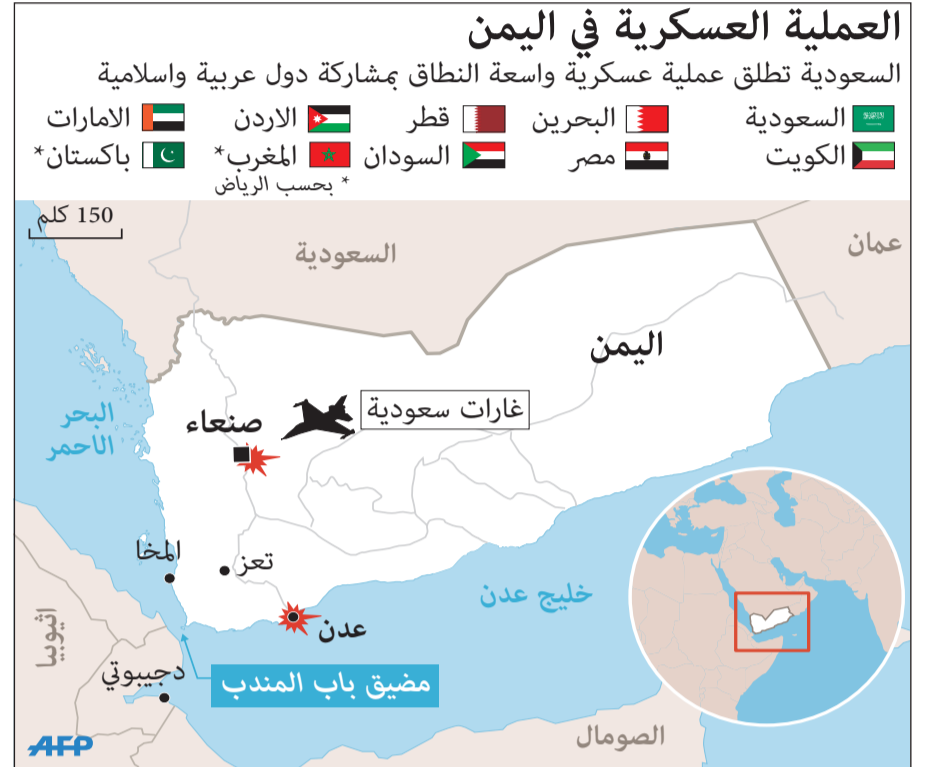 العملية العسكرية في اليمن
السعودية تطلق عملية عسكرية واسعة النطاق بمشاركة دول عربية واسلامية
السعودية البحرين قطر الاردن الامارات
الكويت مصر السودان المغرب* باكستان*
* بحسب الرياض
150 كلم
السعودية
عمان
اليمن
غارات سعودية
صنعاء
البحر
الاحمر
المخا
تعز
خليج عدن
عدن
اثيوبيا
دجيبوتي
مضيق باب المندب
الصومال
AFP